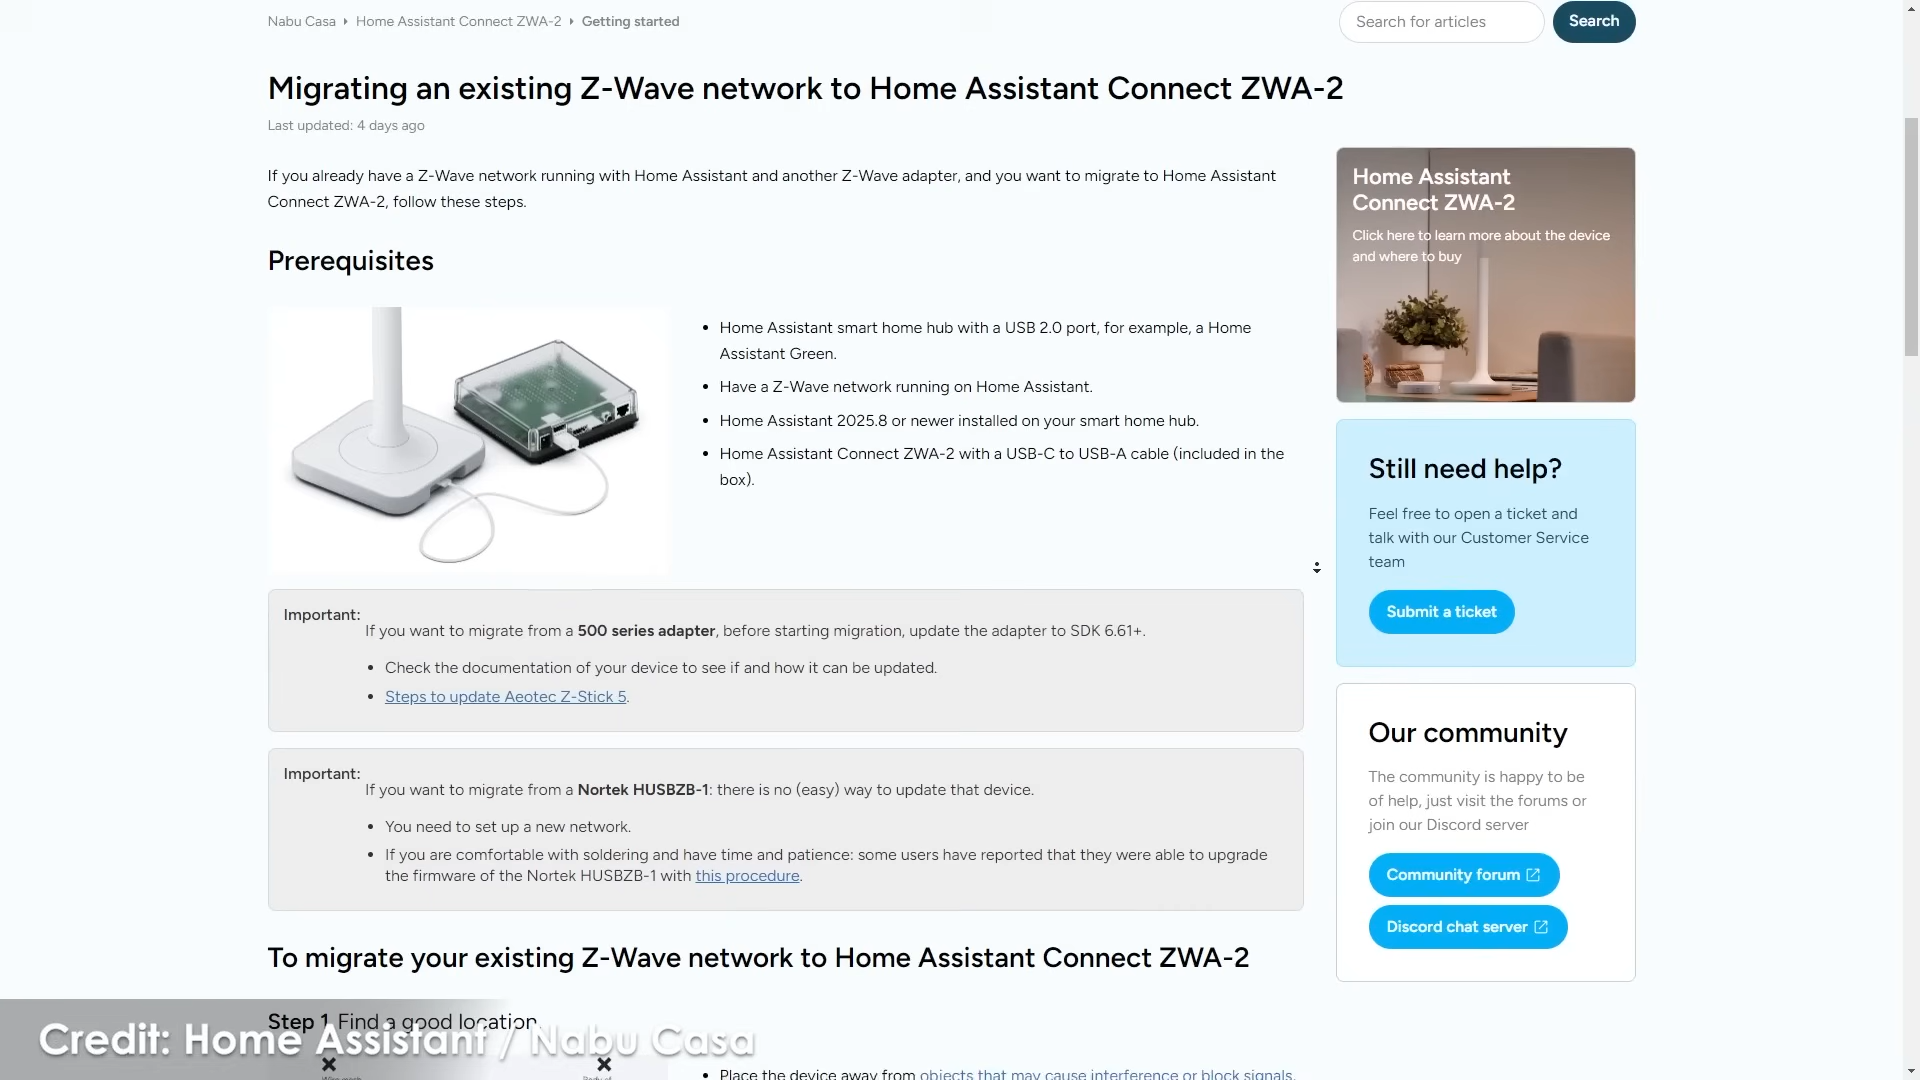 Nabu Casa Home Assistant Connect ZWA-2 Getting started
Search for articles
Search
Migrating an existing Z-Wave network to Home Assistant Connect ZWA-2
Last updated: 4 days ago
If you already have a Z-Wave network running with Home Assistant and another Z-Wave adapter, and you want to migrate to Home Assistant
Connect ZWA-2, follow these steps.
Prerequisites
Home Assistant smart home hub with a USB 2.0 port, for example, a Home
Assistant Green.
Have a Z-Wave network running on Home Assistant.
Home Assistant 2025.8 or newer installed on your smart home hub.
Home Assistant Connect ZWA-2 with a USB-C to USB-A cable (included in the
box).
Important:
If you want to migrate from a 500 series adapter, before starting migration, update the adapter to SDK 6.61+.
Check the documentation of your device to see if and how it can be updated.
Steps to update Aeotec Z-Stick 5.
Important:
If you want to migrate from a Nortek HUSBZB-1: there is no (easy) way to update that device.
You need to set up a new network.
If you are comfortable with soldering and have time and patience: some users have reported that they were able to upgrade
the firmware of the Nortek HUSBZB-1 with this procedure.
To migrate your existing Z-Wave network to Home Assistant Connect ZWA-2
Step 1 Find a good location
Place the device away from objects that may cause interference or block signals.
Home Assistant
Connect ZWA-2
Click here to learn more about the device
and where to buy
Still need help?
Feel free to open a ticket and
talk with our Customer Service
team
Submit a ticket
Our community
The community is happy to be
of help, just visit the forums or
join our Discord server
Community forum
Discord chat server
Credit: Home Assistant / Nabu Casa